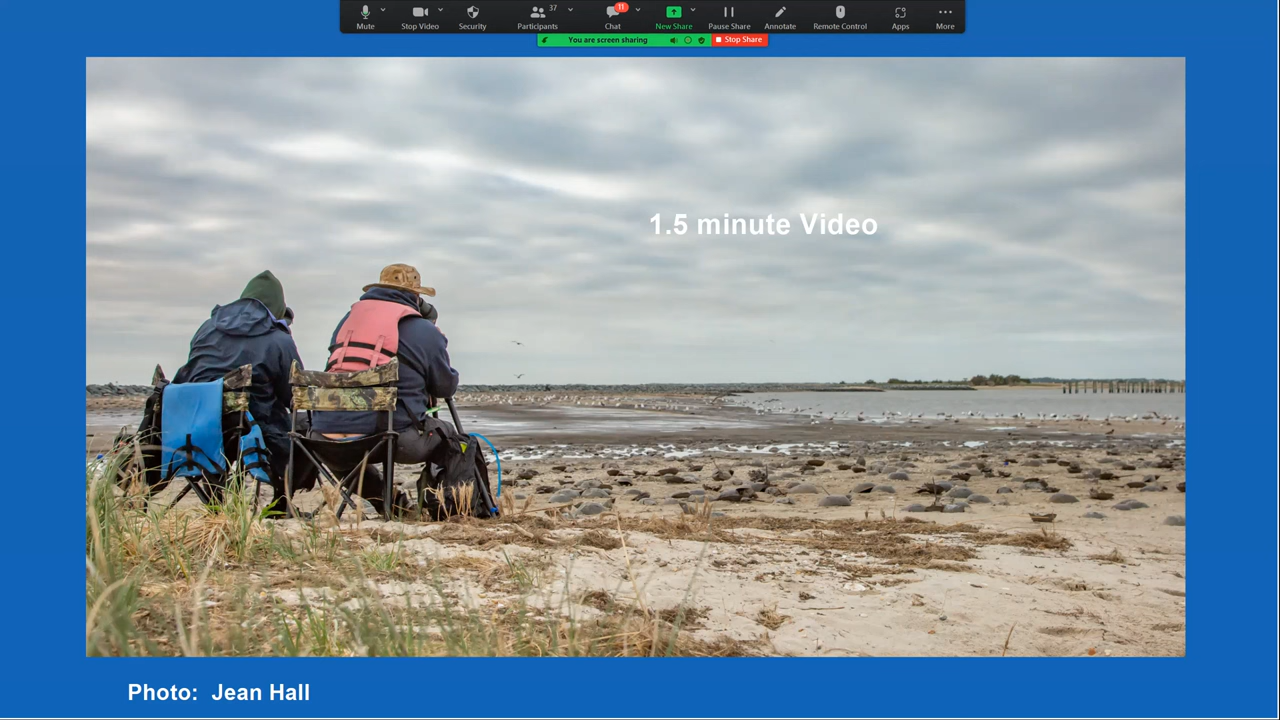 37
11
Mute
Stop Video
Security
Participants
Chat
New Share
Pause Share
Annotate
Remote Control
Apps
More
You are screen sharing
Stop Share
1.5 minute Video
Photo: Jean Hall